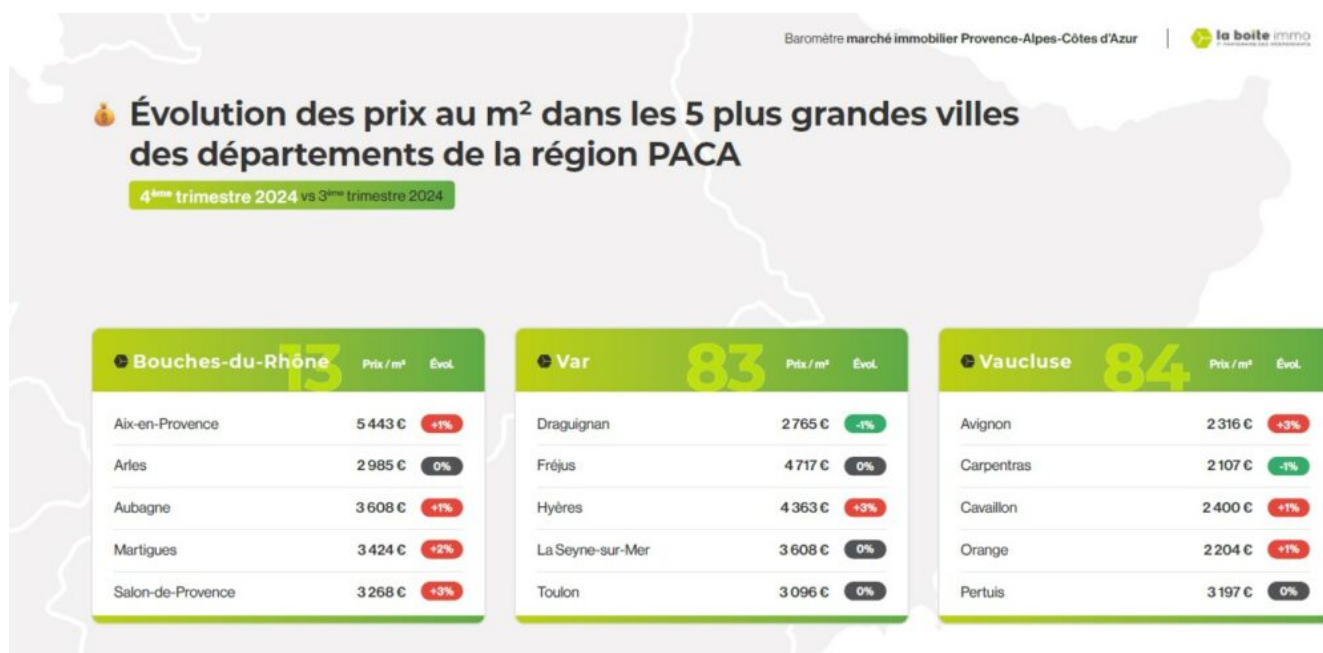 Baromètre marché immobilier Provence-Alpes-Côtes d'Azur
la boite immo
Évolution des prix au m² dans les 5 plus grandes villes
des départements de la région PACA
4ème trimestre 2024 vs 3ème trimestre 2024
Bouches-du-Rhône 13 Prix/m² Évol.
Aix-en-Provence 5 443 € +1%
Arles 2 985 € 0%
Aubagne 3 608 € +1%
Martigues 3 424 € +2%
Salon-de-Provence 3 268 € +3%
Var 83 Prix/m² Évol.
Draguignan 2 765 € -1%
Fréjus 4 717 € 0%
Hyères 4 363 € +3%
La Seyne-sur-Mer 3 608 € 0%
Toulon 3 096 € 0%
Vaucluse 84 Prix/m² Évol.
Avignon 2 316 € +3%
Carpentras 2 107 € -1%
Cavaillon 2 400 € +1%
Orange 2 204 € +1%
Pertuis 3 197 € 0%